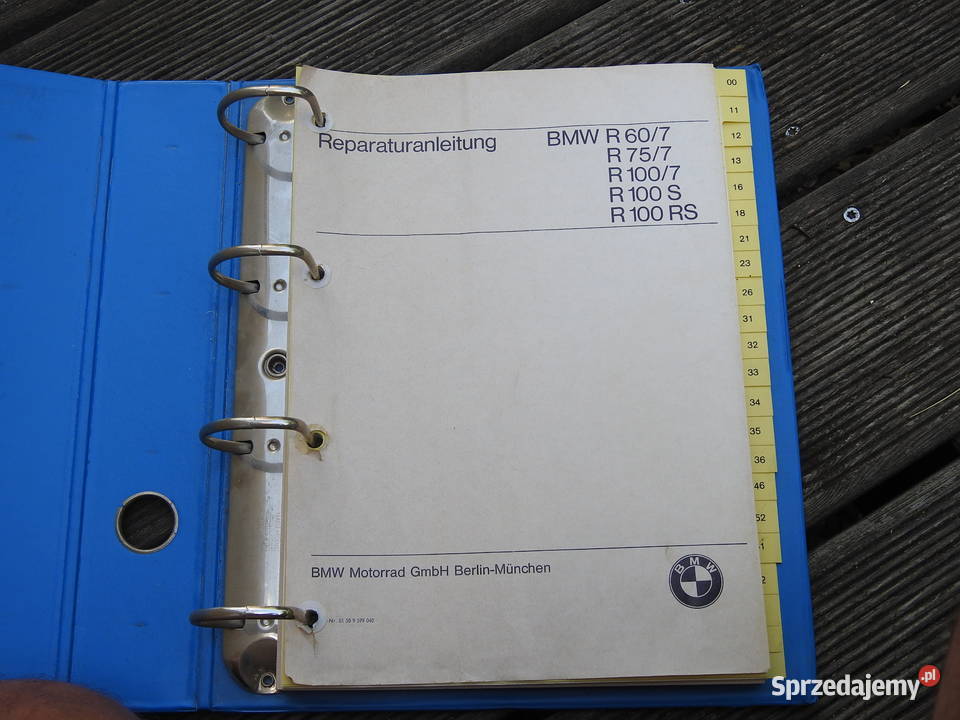 Reparaturanleitung BMW R 60/7
R 75/7
R 100/7
R 100 S
R 100 RS
BMW Motorrad GmbH Berlin-München
BMW
00
11
12
13
16
18
21
23
26
31
32
33
34
35
36
46
52
Sprzedajemy.pl